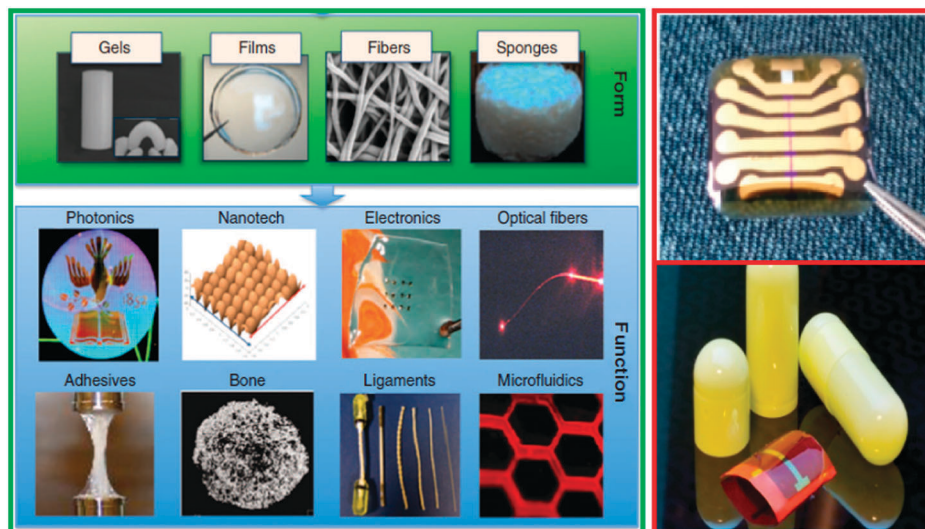 Gels
Films
Fibers
Sponges
Form
Photonics
Nanotech
Electronics
Optical fibers
Adhesives
Bone
Ligaments
Microfluidics
Function